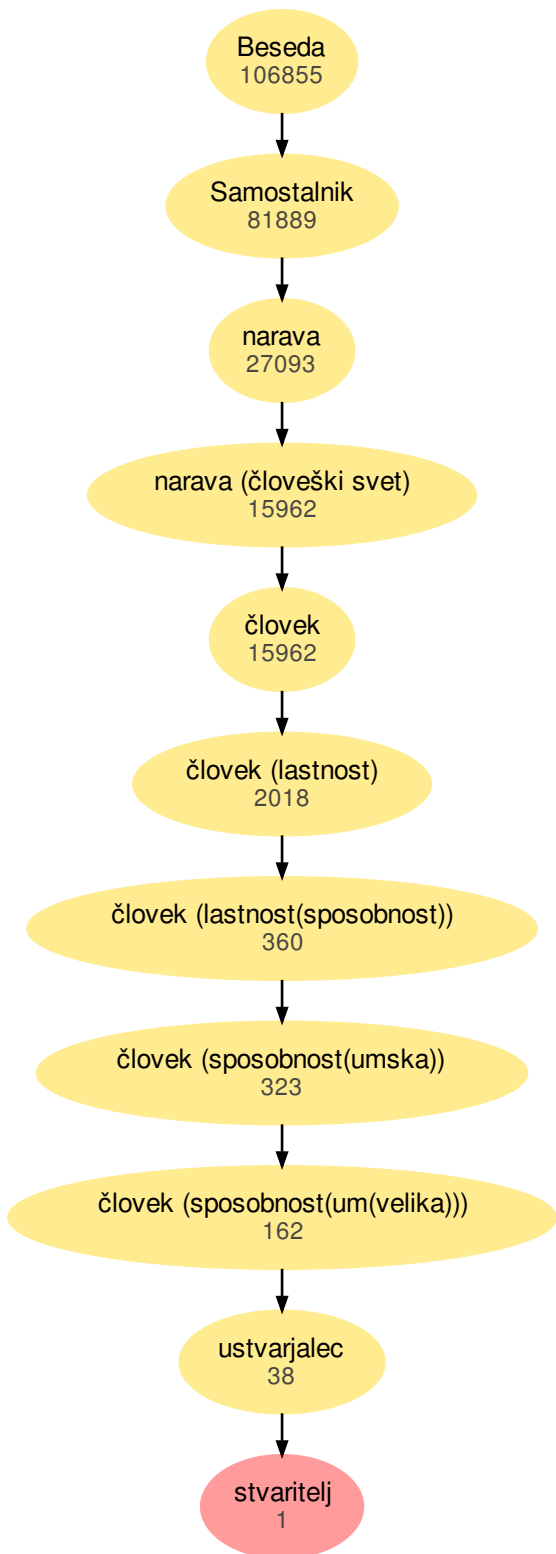 Beseda
106855
Samostalnik
81889
narava
27093
narava (človeški svet)
15962
človek
15962
človek (lastnost)
2018
človek (lastnost(sposobnost))
360
človek (sposobnost(umska))
323
človek (sposobnost(um(velika)))
162
ustvarjalec
38
stvaritelj
1